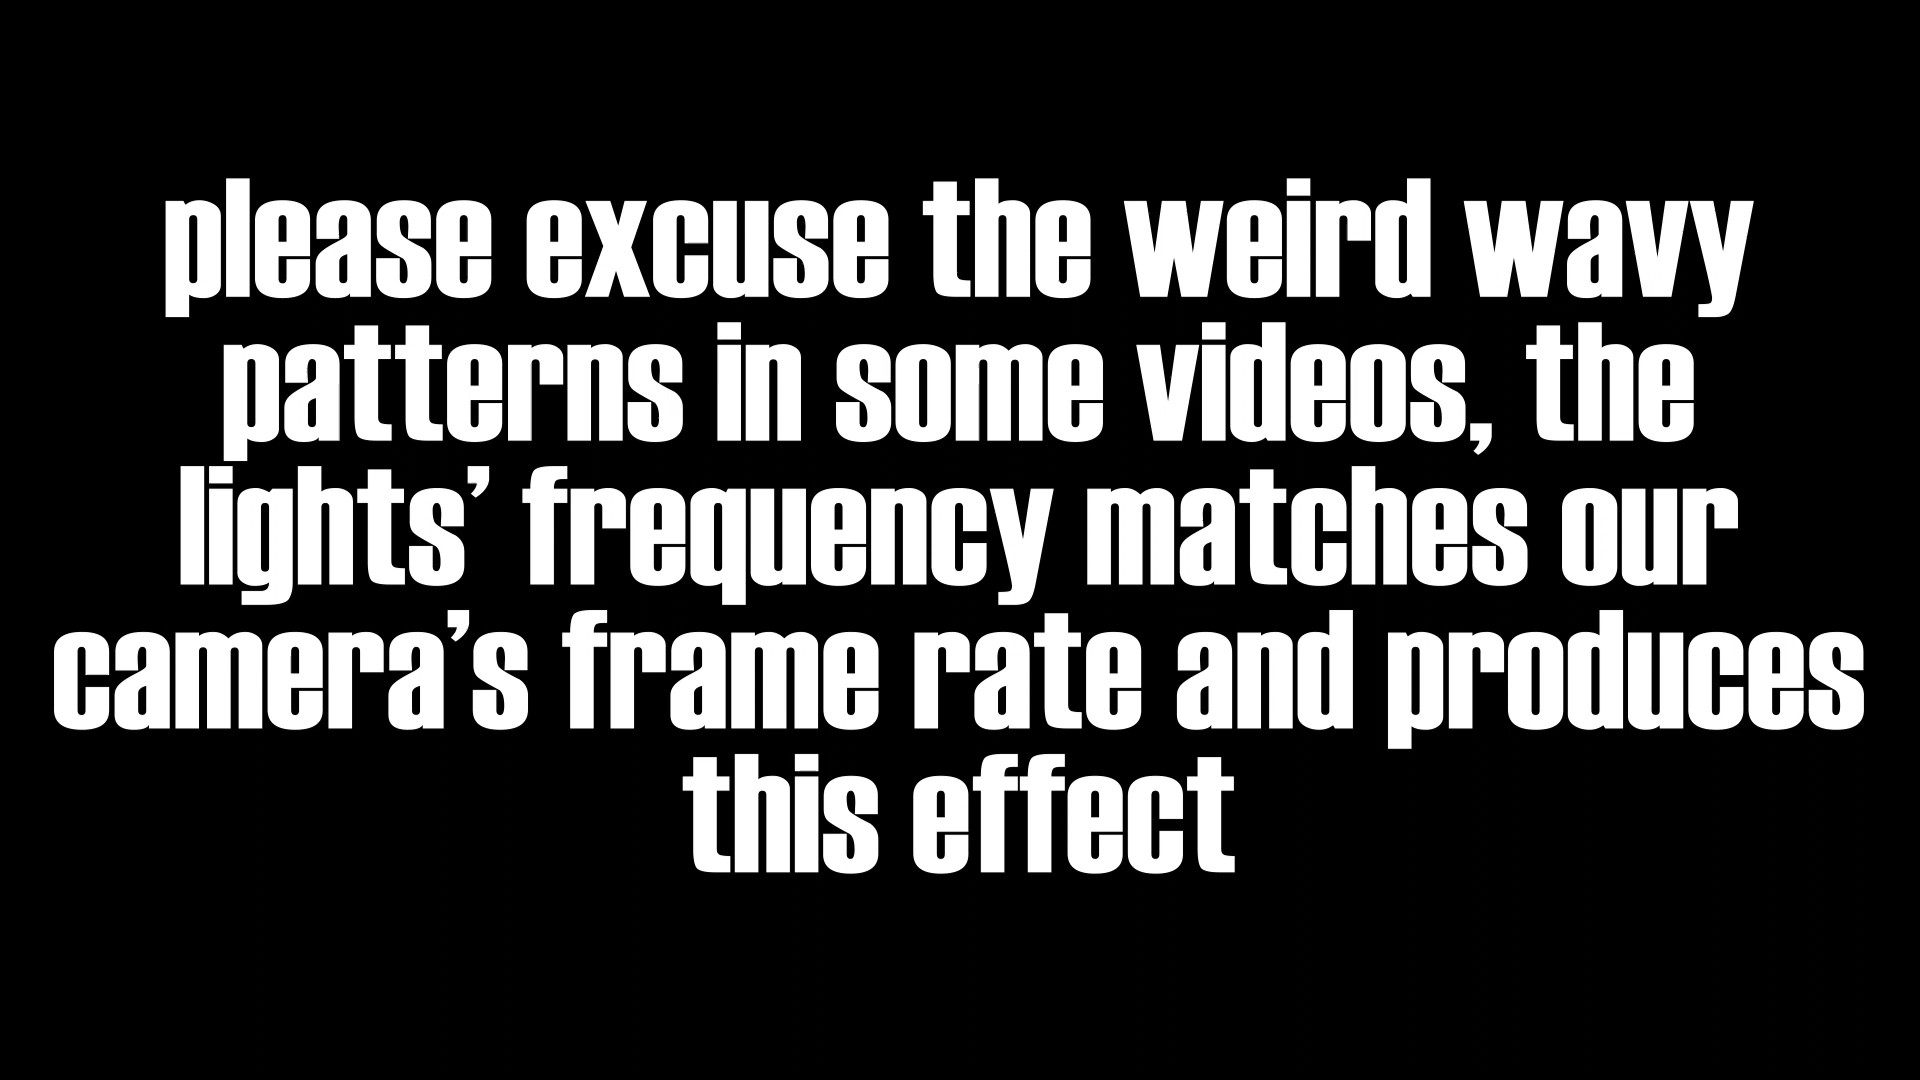 please excuse the weird wavy
patterns in some videos, the
lights’ frequency matches our
camera’s frame rate and produces
this effect